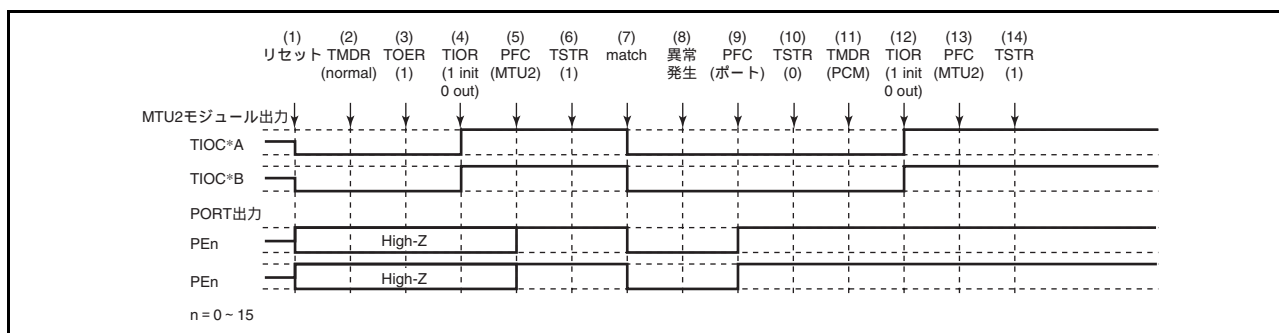 (1) (2) (3) (4) (5) (6) (7) (8) (9) (10) (11) (12) (13) (14)
リセット TMDR TOER TIOR PFC TSTR match 異常 PFC TSTR TMDR TIOR PFC TSTR
(normal) (1) (1 init (MTU2) (1) 発生 (ポート) (0) (PCM) (1 init (MTU2) (1)
0 out) 0 out)
MTU2モジュール出力
TIOC*A
TIOC*B
PORT出力
PEn High-Z
PEn High-Z
n = 0 ~ 15